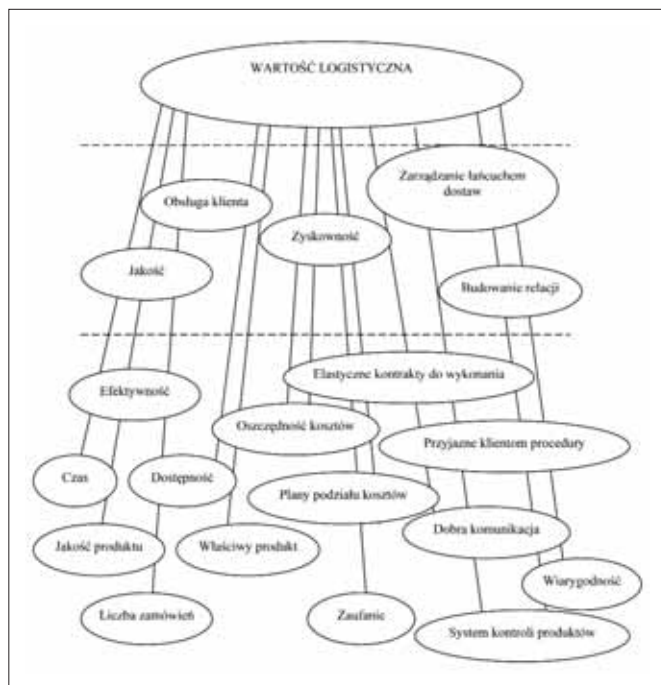 WARTOŚĆ LOGISTYCZNA
Zarządzanie łańcuchem
dostaw
Obsługa klienta
Zyskowność
Jakość
Budowanie relacji
Elastyczne kontrakty do wykonania
Efektywność
Oszczędność kosztów
Przyjazne klientom procedury
Czas
Dostępność
Plany podziału kosztów
Dobra komunikacja
Jakość produktu
Właściwy produkt
Wiarygodność
Liczba zamówień
Zaufanie
System kontroli produktów